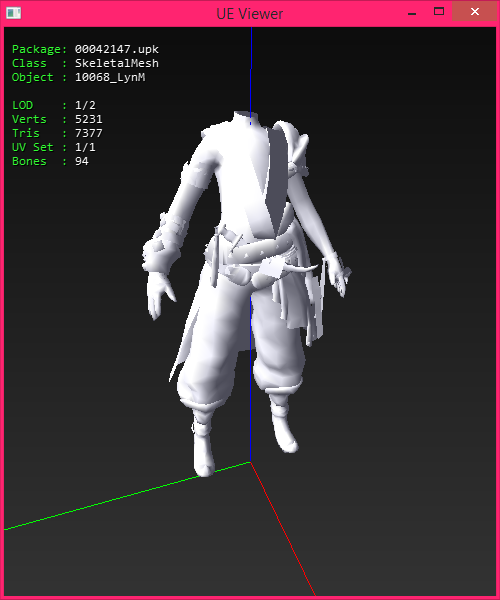 UE Viewer
Package: 00042147.upk
Class  : SkeletalMesh
Object : 10068_LynM
LOD    : 1/2
Verts  : 5231
Tris   : 7377
UV Set : 1/1
Bones  : 94